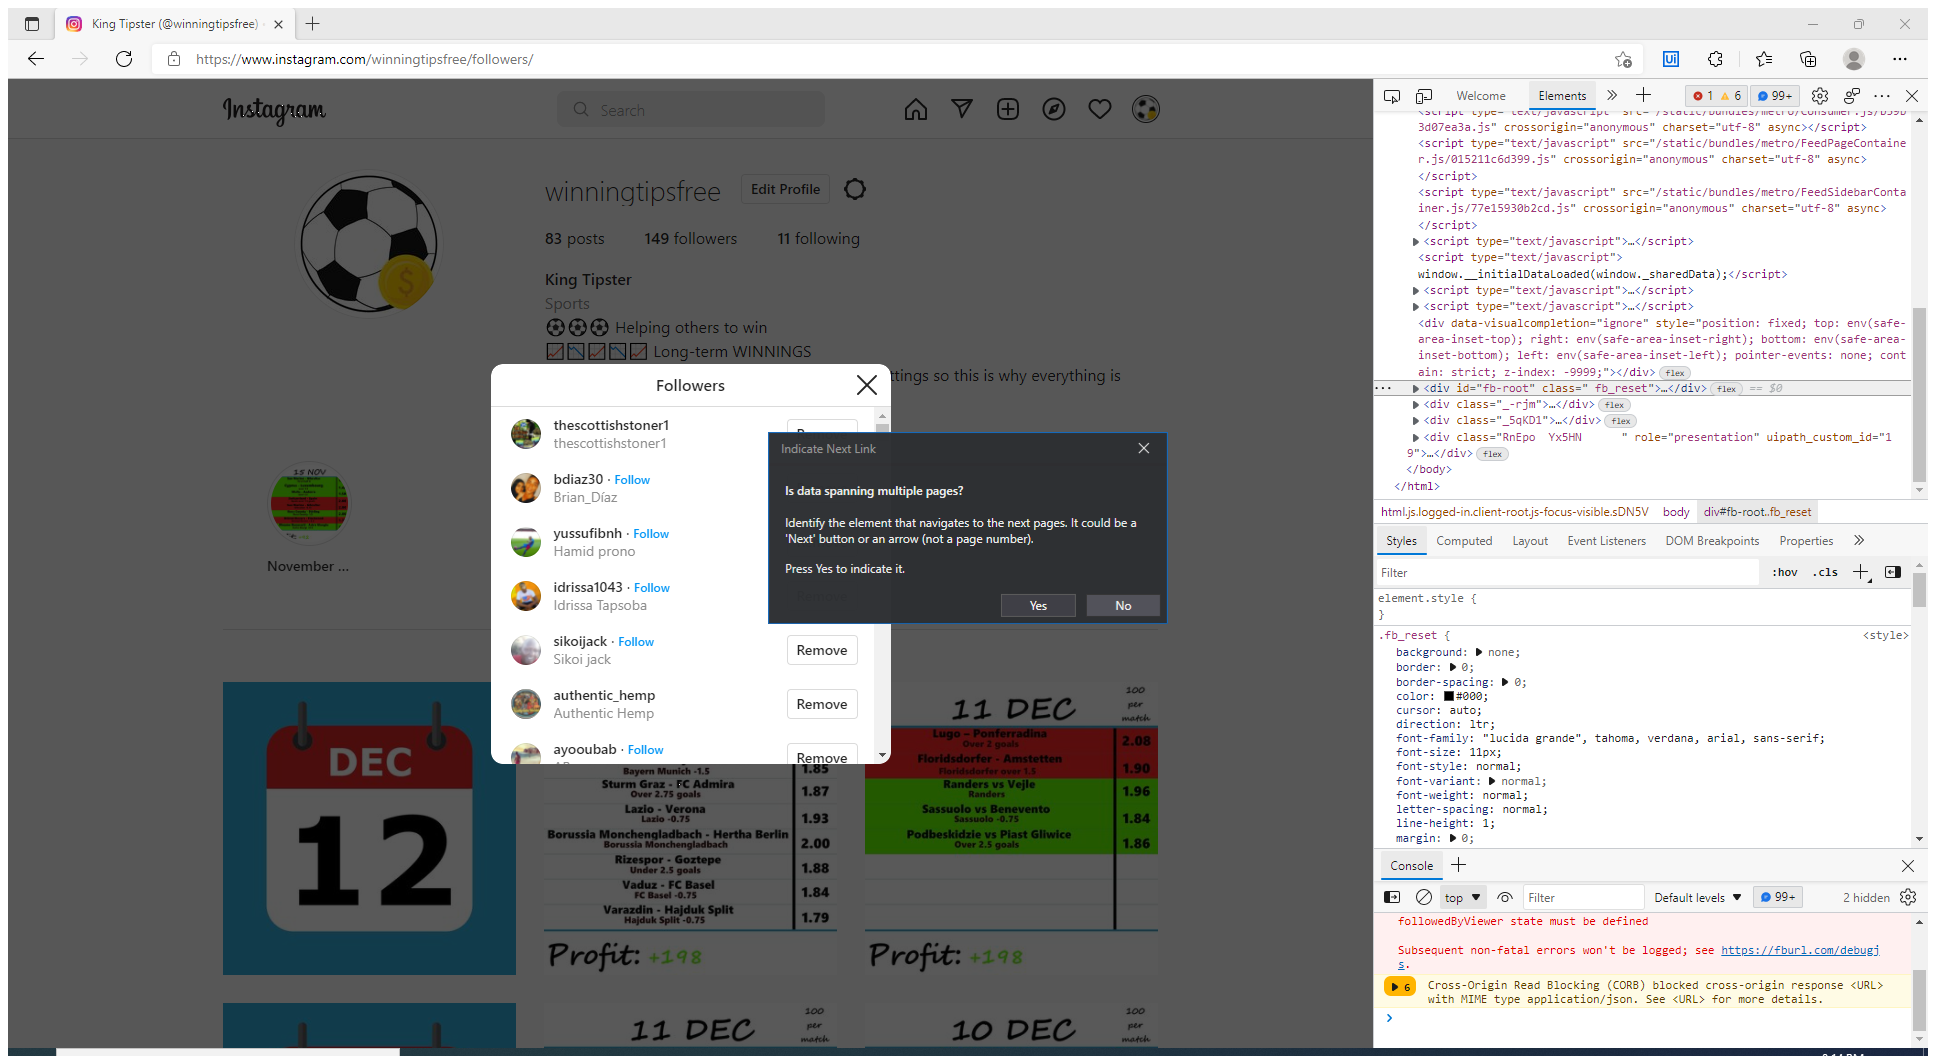 King Tipster (@winningtipsfree)
https://www.instagram.com/winningtipsfree/followers/
Instagram
Search
winningtipsfree
Edit Profile
83 posts
149 followers
11 following
King Tipster
Sports
Helping others to win
Long-term WINNINGS
ttings so this is why everything is
Followers
thescottishstoner1
thescottishstoner1
bdiaz30 · Follow
Brian_Díaz
yussufibnh · Follow
Hamid prono
idrissa1043 · Follow
Idrissa Tapsoba
sikoijack · Follow
Sikoi jack
Remove
authentic_hemp
Authentic Hemp
Remove
ayooubab · Follow
Remove
Indicate Next Link
Is data spanning multiple pages?
Identify the element that navigates to the next pages. It could be a
'Next' button or an arrow (not a page number).
Press Yes to indicate it.
Yes
No
15 NOV
November ...
DEC
12
Bayern Munich -1.5
1.85
Sturm Graz - FC Admira
Over 2.75 goals
1.87
Lazio - Verona
Lazio -0.75
1.93
Borussia Monchengladbach - Hertha Berlin
Borussia Monchengladbach
2.00
Rizespor - Goztepe
Under 2.5 goals
1.88
Vaduz - FC Basel
FC Basel -0.75
1.84
Varazdin - Hajduk Split
Hajduk Split -0.75
1.79
Profit: +198
11 DEC
100
per
match
Lugo - Ponferradina
Over 2 goals
2.08
Floridsdorfer - Amstetten
Floridsdorfer over 1.5
1.90
Randers vs Vejle
Randers
1.96
Sassuolo vs Benevento
Sassuolo -0.75
1.84
Podbeskidzie vs Piast Gliwice
Over 2.5 goals
1.86
Profit: +198
11 DEC
100
per
match
10 DEC
100
per
match
Welcome
Elements
1
6
99+
3d07ea3a.js" crossorigin="anonymous" charset="utf-8" async></script>
<script type="text/javascript" src="/static/bundles/metro/FeedPageContaine
r.js/015211c6d399.js" crossorigin="anonymous" charset="utf-8" async>
</script>
<script type="text/javascript" src="/static/bundles/metro/FeedSidebarConta
iner.js/77e15930b2cd.js" crossorigin="anonymous" charset="utf-8" async>
</script>
<script type="text/javascript">…</script>
<script type="text/javascript">
window.__initialDataLoaded(window._sharedData);</script>
<script type="text/javascript">…</script>
<script type="text/javascript">…</script>
<div data-visualcompletion="ignore" style="position: fixed; top: env(safe-
area-inset-top); right: env(safe-area-inset-right); bottom: env(safe-area-
inset-bottom); left: env(safe-area-inset-left); pointer-events: none; cont
ain: strict; z-index: -9999;"></div> flex
<div id="fb-root" class=" fb_reset">…</div> flex == $0
<div class="_-rjm">…</div> flex
<div class="_5qKD1">…</div> flex
<div class="RnEpo Yx5HN " role="presentation" uipath_custom_id="1
9">…</div> flex
</body>
</html>
html.js.logged-in.client-root.js-focus-visible.sDN5V
body
div#fb-root..fb_reset
Styles
Computed
Layout
Event Listeners
DOM Breakpoints
Properties
Filter
:hov
.cls
element.style {
}
.fb_reset {
<style>
background: none;
border: 0;
border-spacing: 0;
color: #000;
cursor: auto;
direction: ltr;
font-family: "lucida grande", tahoma, verdana, arial, sans-serif;
font-size: 11px;
font-style: normal;
font-variant: normal;
font-weight: normal;
letter-spacing: normal;
line-height: 1;
margin: 0;
Console
top
Filter
Default levels
99+
2 hidden
followedByViewer state must be defined
Subsequent non-fatal errors won't be logged; see https://fburl.com/debugj
s.
6
Cross-Origin Read Blocking (CORB) blocked cross-origin response <URL>
with MIME type application/json. See <URL> for more details.